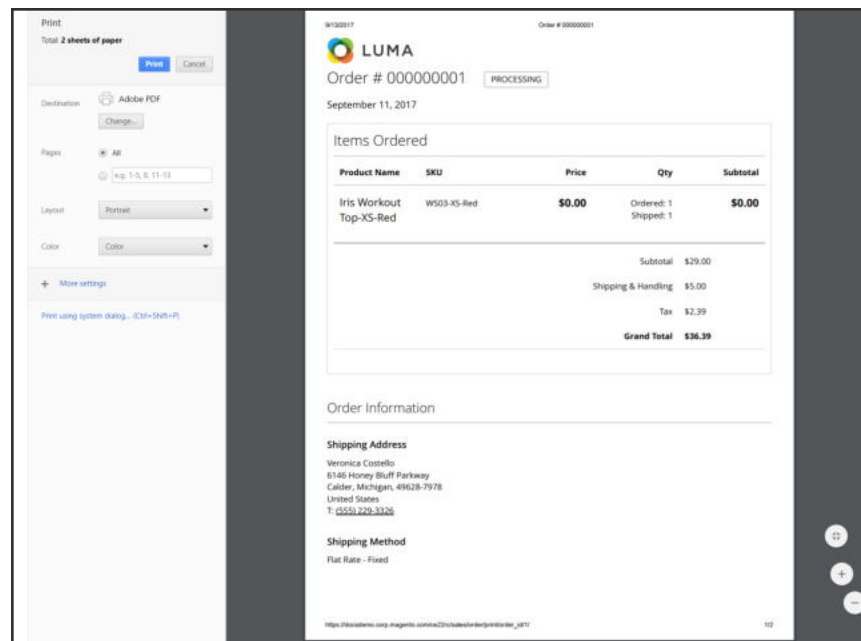 Print
Total: 2 sheets of paper
Print Cancel
Destination Adobe PDF
Change...
Pages All
e.g. 1-5, 8, 11-13
Layout Portrait
Color Color
+ More settings
Print using system dialog... (Ctrl+Shift+P)
9/13/2017 Order # 000000001
LUMA
Order # 000000001 PROCESSING
September 11, 2017
Items Ordered
Product Name SKU Price Qty Subtotal
Iris Workout WS03-XS-Red $0.00 Ordered: 1 $0.00
Top-XS-Red Shipped: 1
Subtotal $29.00
Shipping & Handling $5.00
Tax $2.39
Grand Total $36.39
Order Information
Shipping Address
Veronica Costello
6146 Honey Bluff Parkway
Calder, Michigan, 49628-7978
United States
T: (555) 229-3326
Shipping Method
Flat Rate - Fixed
1/2